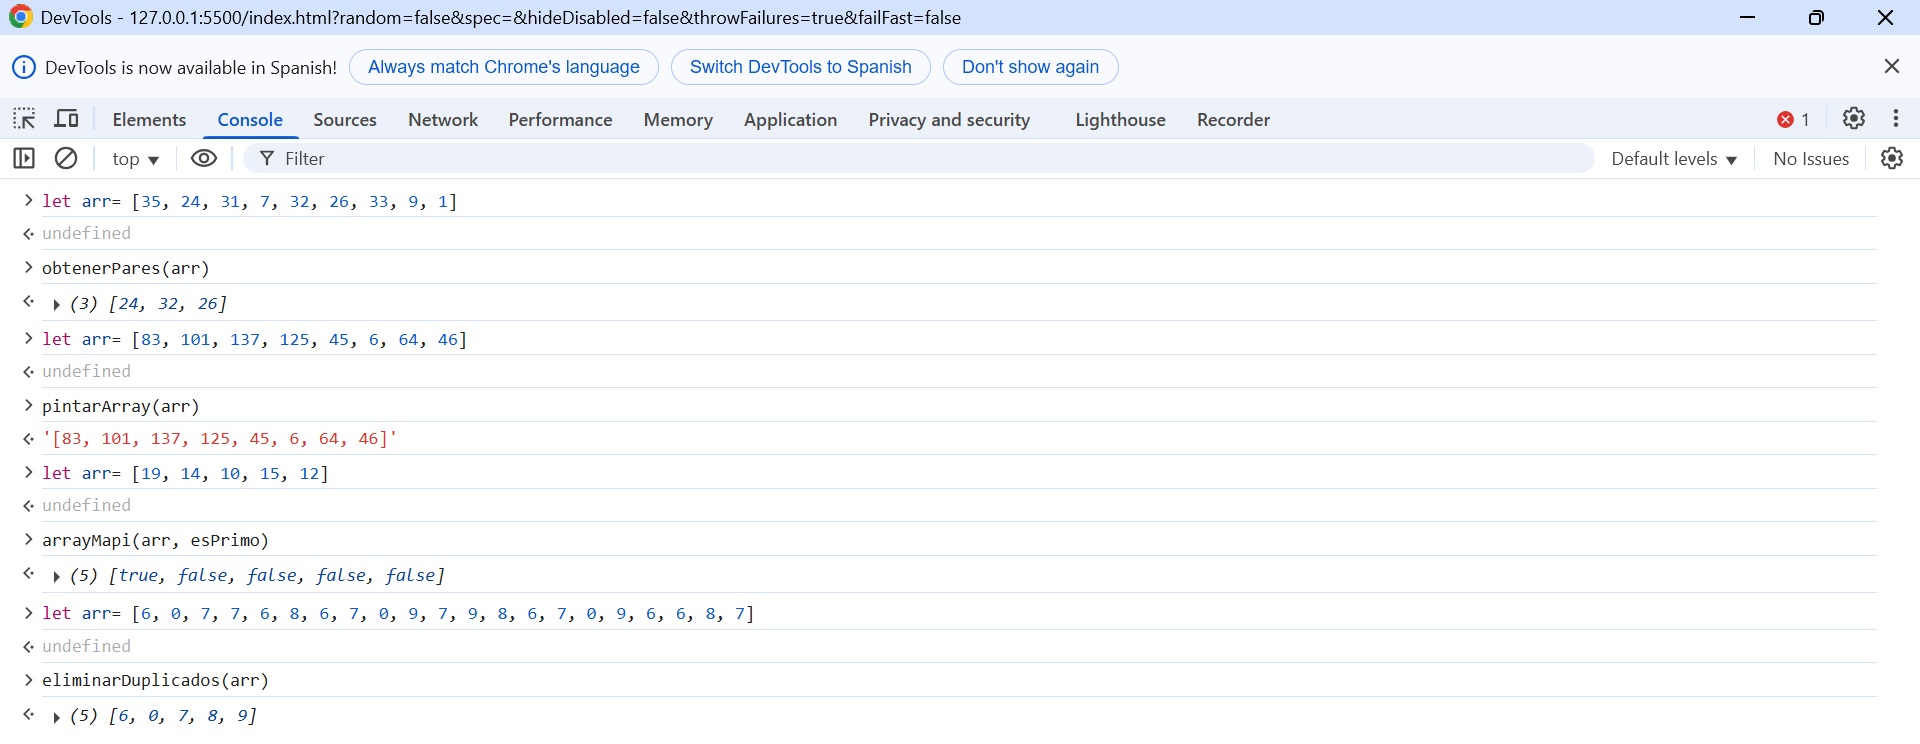 DevTools - 127.0.0.1:5500/index.html?random=false&spec=&hideDisabled=false&throwFailures=true&failFast=false
DevTools is now available in Spanish! Always match Chrome's language Switch DevTools to Spanish Don't show again
Elements Console Sources Network Performance Memory Application Privacy and security Lighthouse Recorder 1
top Filter Default levels No Issues
let arr= [35, 24, 31, 7, 32, 26, 33, 9, 1]
undefined
obtenerPares(arr)
(3) [24, 32, 26]
let arr= [83, 101, 137, 125, 45, 6, 64, 46]
undefined
pintarArray(arr)
'[83, 101, 137, 125, 45, 6, 64, 46]'
let arr= [19, 14, 10, 15, 12]
undefined
arrayMapi(arr, esPrimo)
(5) [true, false, false, false, false]
let arr= [6, 0, 7, 7, 6, 8, 6, 7, 0, 9, 7, 9, 8, 6, 7, 0, 9, 6, 6, 8, 7]
undefined
eliminarDuplicados(arr)
(5) [6, 0, 7, 8, 9]